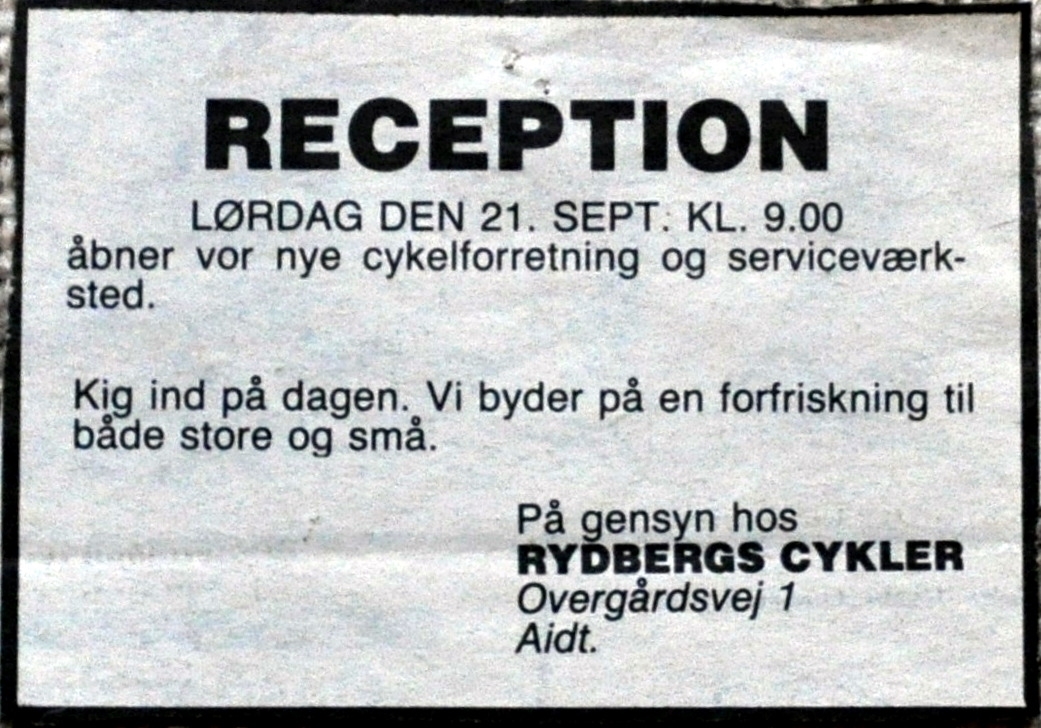 RECEPTION
LØRDAG DEN 21. SEPT. KL. 9.00
åbner vor nye cykelforretning og serviceværk-
sted.
Kig ind på dagen. Vi byder på en forfriskning til
både store og små.
På gensyn hos
RYDBERGS CYKLER
Overgårdsvej 1
Aidt.